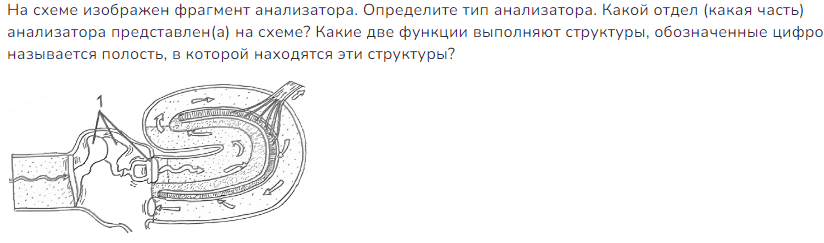 На схеме изображен фрагмент анализатора. Определите тип анализатора. Какой отдел (какая часть)
анализатора представлен(а) на схеме? Какие две функции выполняют структуры, обозначенные цифро
называется полость, в которой находятся эти структуры?
1